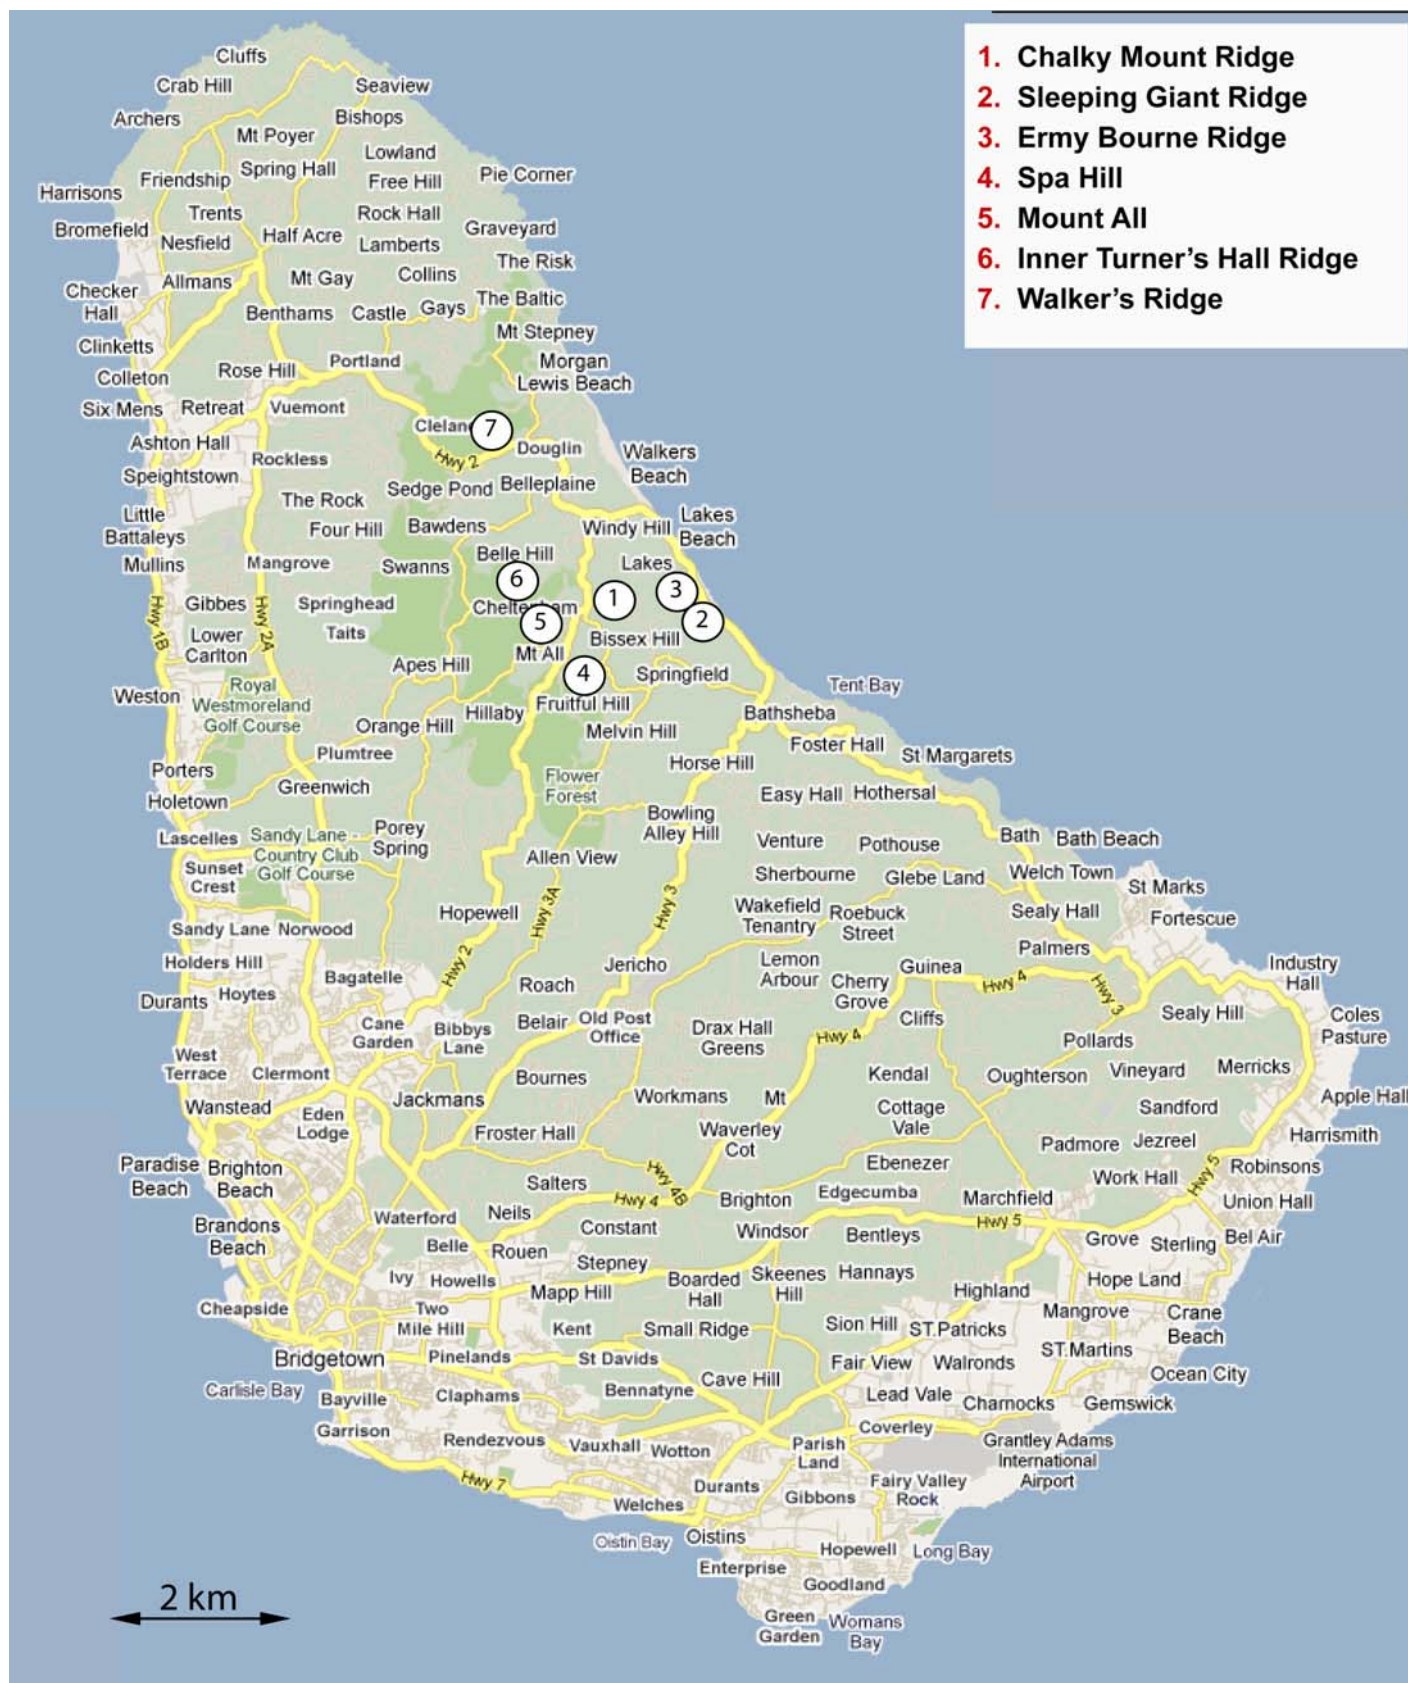 1. Chalky Mount Ridge
2. Sleeping Giant Ridge
3. Ermy Bourne Ridge
4. Spa Hill
5. Mount All
6. Inner Turner's Hall Ridge
7. Walker's Ridge
Cluffs
Crab Hill
Seaview
Archers
Bishops
Mt Poyer
Lowland
Spring Hall
Pie Corner
Friendship
Free Hill
Harrisons
Trents
Rock Hall
Bromefield
Nesfield
Half Acre
Lamberts
Graveyard
The Risk
Allmans
Mt Gay
Collins
Checker
Hall
Benthams
Castle
Gays
The Baltic
Mt Stepney
Clinketts
Portland
Morgan
Lewis Beach
Colleton
Rose Hill
Six Mens
Retreat
Vuemont
Clelan
7
Ashton Hall
Hwy 2
Douglin
Walkers
Beach
Rockless
Speightstown
Sedge Pond
Belleplaine
The Rock
Little
Battaleys
Four Hill
Bawdens
Windy Hill
Lakes
Beach
Mullins
Mangrove
Swanns
Belle Hill
Lakes
6
3
1
Hwy 1B
Gibbes
Hwy 2A
Springhead
Cheltenham
5
2
Lower
Carlton
Taits
Bissex Hill
Apes Hill
Mt All
4
Springfield
Weston
Royal
Westmoreland
Golf Course
Tent Bay
Orange Hill
Hillaby
Fruitful Hill
Bathsheba
Melvin Hill
Plumtree
Foster Hall
St Margarets
Porters
Horse Hill
Greenwich
Flower
Forest
Holetown
Easy Hall
Hothersal
Lascelles
Sandy Lane -
Country Club
Golf Course
Porey
Spring
Bowling
Alley Hill
Venture
Pothouse
Bath
Bath Beach
Sunset
Crest
Allen View
Sherbourne
Glebe Land
Welch Town
St Marks
Hopewell
Hwy 3A
Hwy 3
Wakefield
Tenantry
Roebuck
Street
Sealy Hall
Fortescue
Sandy Lane
Norwood
Palmers
Holders Hill
Bagatelle
Hwy 2
Jericho
Lemon
Arbour
Guinea
Industry
Hall
Durants
Hoytes
Roach
Cherry
Grove
Hwy 4
Hwy 3
Cane
Garden
Bibbys
Lane
Belair
Old Post
Office
Drax Hall
Greens
Hwy 4
Cliffs
Sealy Hill
Coles
Pasture
West
Terrace
Clermont
Pollards
Bournes
Kendal
Oughterson
Vineyard
Merricks
Wanstead
Eden
Lodge
Jackmans
Workmans
Mt
Cottage
Vale
Sandford
Apple Hall
Froster Hall
Waverley
Cot
Padmore
Jezreel
Harrismith
Paradise
Beach
Brighton
Beach
Hwy 4B
Ebenezer
Work Hall
Hwy 5
Robinsons
Salters
Hwy 4
Brighton
Edgecumba
Marchfield
Union Hall
Brandons
Beach
Waterford
Neils
Constant
Windsor
Bentleys
Hwy 5
Grove
Sterling
Bel Air
Belle
Rouen
Stepney
Ivy
Howells
Mapp Hill
Boarded
Hall
Skeenes
Hill
Hannays
Highland
Hope Land
Cheapside
Two
Mile Hill
Kent
Small Ridge
Sion Hill
ST.Patricks
Mangrove
Crane
Beach
Bridgetown
Pinelands
St Davids
Fair View
Walronds
ST.Martins
Ocean City
Carlisle Bay
Bayville
Claphams
Bennatyne
Cave Hill
Lead Vale
Charnocks
Gemswick
Garrison
Rendezvous
Vauxhall
Wotton
Parish
Land
Coverley
Grantley Adams
International
Airport
Hwy 7
Durants
Gibbons
Fairy Valley
Rock
Welches
Oistin Bay
Oistins
Enterprise
Hopewell
Long Bay
Goodland
2 km
Green
Garden
Womans
Bay